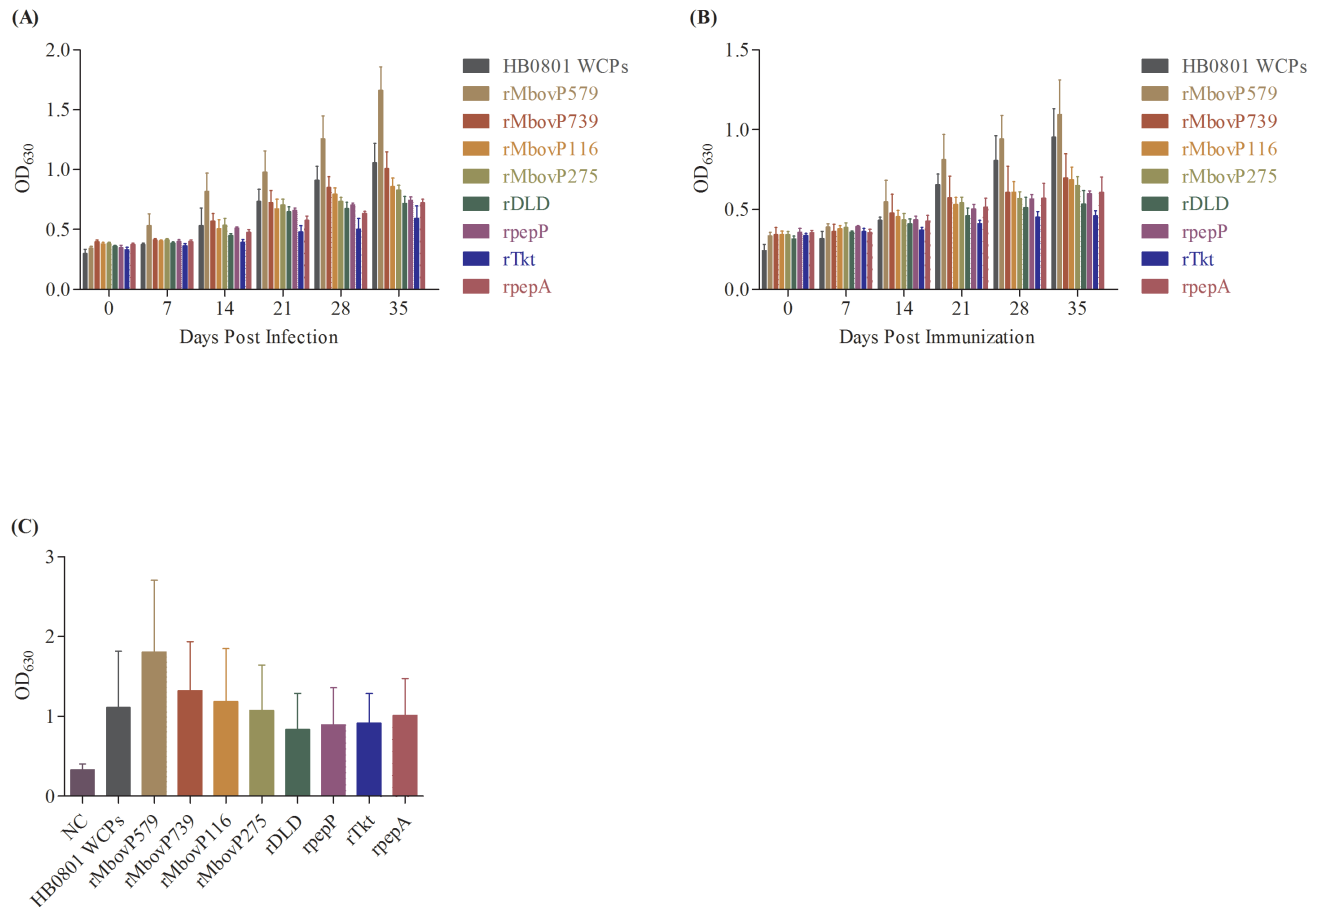 (A)
2.0
1.5
1.0
0.5
0.0
OD630
0 7 14 21 28 35
Days Post Infection
HB0801 WCPs
rMbovP579
rMbovP739
rMbovP116
rMbovP275
rDLD
rpepP
rTkt
rpepA
(B)
1.5
1.0
0.5
0.0
OD630
0 7 14 21 28 35
Days Post Immunization
HB0801 WCPs
rMbovP579
rMbovP739
rMbovP116
rMbovP275
rDLD
rpepP
rTkt
rpepA
(C)
3
2
1
0
OD630
NC
HB0801 WCPs
rMbovP579
rMbovP739
rMbovP116
rMbovP275
rDLD
rpepP
rTkt
rpepA